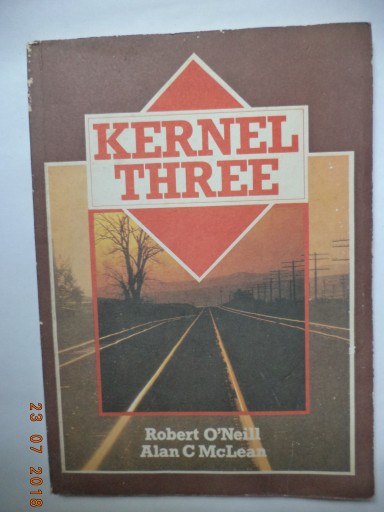 KERNEL
THREE
Robert O'Neill
Alan C McLean
23 07 2018